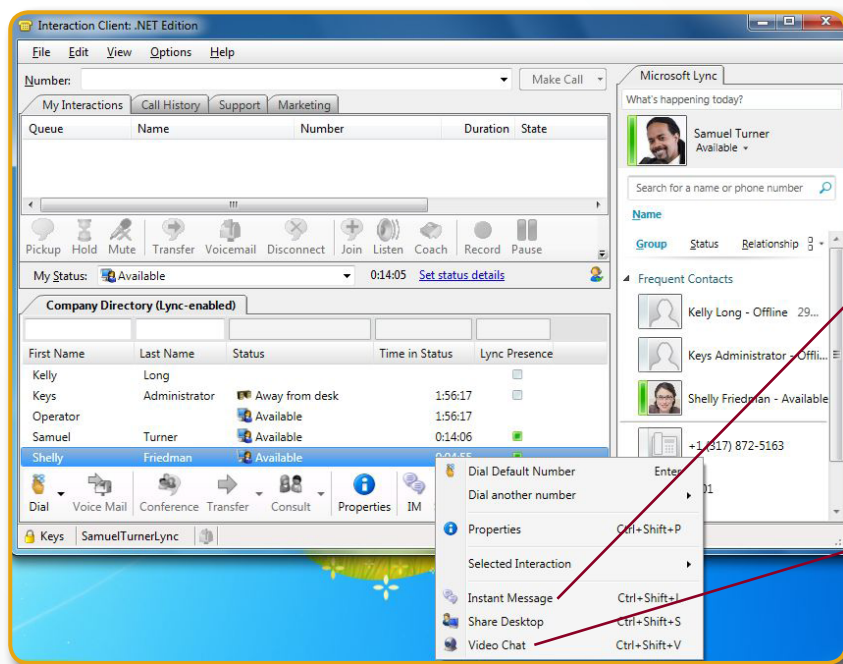 Interaction Client: .NET Edition
File Edit View Options Help
Number: Make Call
My Interactions Call History Support Marketing
Queue Name Number Duration State
Pickup Hold Mute Transfer Voicemail Disconnect Join Listen Coach Record Pause
My Status: Available 0:14:05 Set status details
Company Directory (Lync-enabled)
First Name Last Name Status Time in Status Lync Presence
Kelly Long
Keys Administrator Away from desk 1:56:17
Operator Available 1:56:17
Samuel Turner Available 0:14:06
Shelly Friedman Available
Dial Voice Mail Conference Transfer Consult Properties IM
Keys SamuelTurnerLync
Microsoft Lync
What's happening today?
Samuel Turner
Available
Search for a name or phone number
Name
Group Status Relationship
Frequent Contacts
Kelly Long - Offline 29...
Keys Administrator - Offli...
Shelly Friedman - Available
+1 (317) 872-5163
01
Dial Default Number Enter
Dial another number
Properties Ctrl+Shift+P
Selected Interaction
Instant Message Ctrl+Shift+I
Share Desktop Ctrl+Shift+S
Video Chat Ctrl+Shift+V